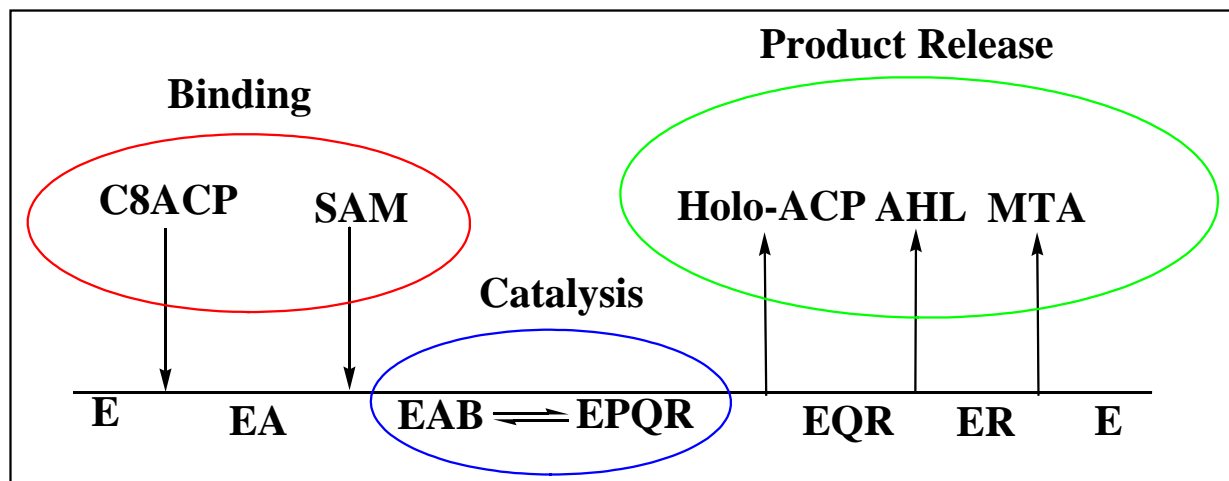 Product Release
Binding
C8ACP SAM Holo-ACP AHL MTA
Catalysis
E EA EAB EPQR EQR ER E